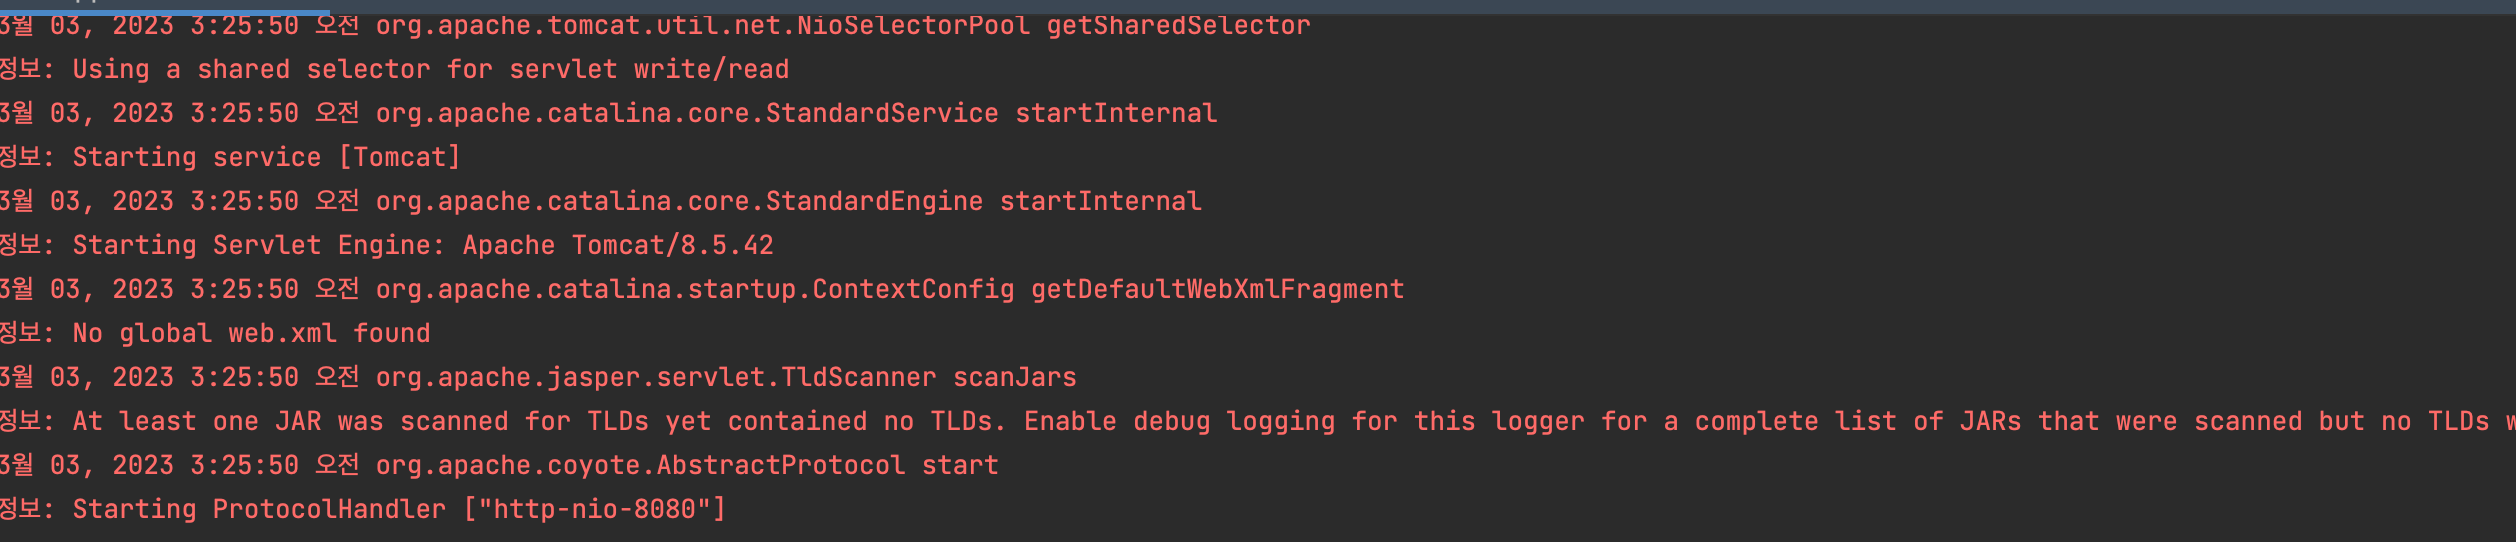 3월 03, 2023 3:25:50 오전 org.apache.tomcat.util.net.NioSelectorPool getSharedSelector
정보: Using a shared selector for servlet write/read
3월 03, 2023 3:25:50 오전 org.apache.catalina.core.StandardService startInternal
정보: Starting service [Tomcat]
3월 03, 2023 3:25:50 오전 org.apache.catalina.core.StandardEngine startInternal
정보: Starting Servlet Engine: Apache Tomcat/8.5.42
3월 03, 2023 3:25:50 오전 org.apache.catalina.startup.ContextConfig getDefaultWebXmlFragment
정보: No global web.xml found
3월 03, 2023 3:25:50 오전 org.apache.jasper.servlet.TldScanner scanJars
정보: At least one JAR was scanned for TLDs yet contained no TLDs. Enable debug logging for this logger for a complete list of JARs that were scanned but no TLDs
3월 03, 2023 3:25:50 오전 org.apache.coyote.AbstractProtocol start
정보: Starting ProtocolHandler ["http-nio-8080"]